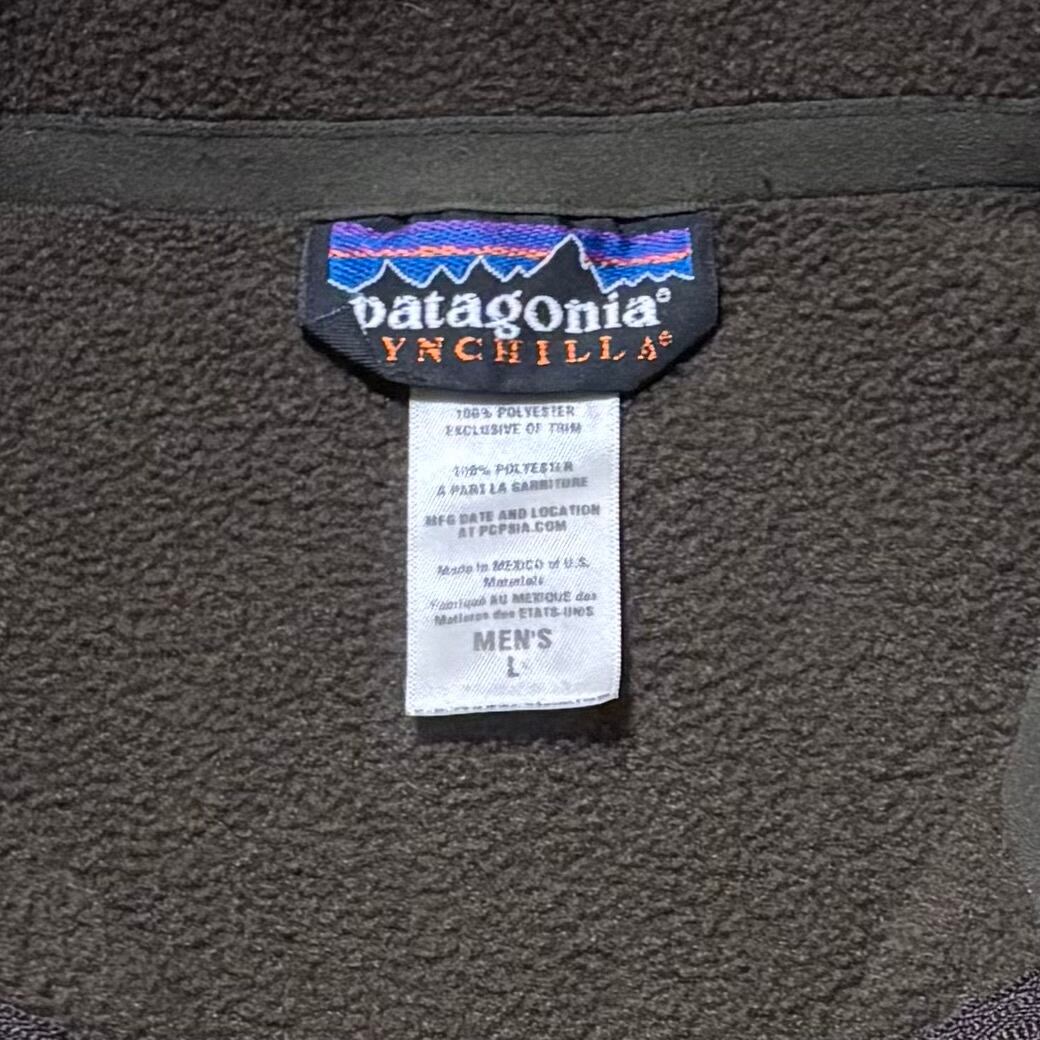 patagonia®
YNCHILLA®
100% POLYESTER
EXCLUSIVE OF TRIM
100% POLYESTER
A PART LA GARNITURE
MFG DATE AND LOCATION
AT PCPSIA.COM
Made in MEXICO of U.S.
Materials
Fabriqué AU MEXIQUE des
Matieres des ETATS-UNIS
MEN'S
L